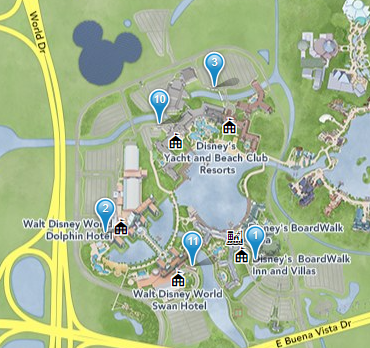 World Dr
3
10
Disney's
Yacht and Beach Club
Resorts
2
Walt Disney World
Dolphin Hotel
11
1
Disney's BoardWalk
Disney's BoardWalk
Inn and Villas
Walt Disney World
Swan Hotel
E Buena Vista Dr